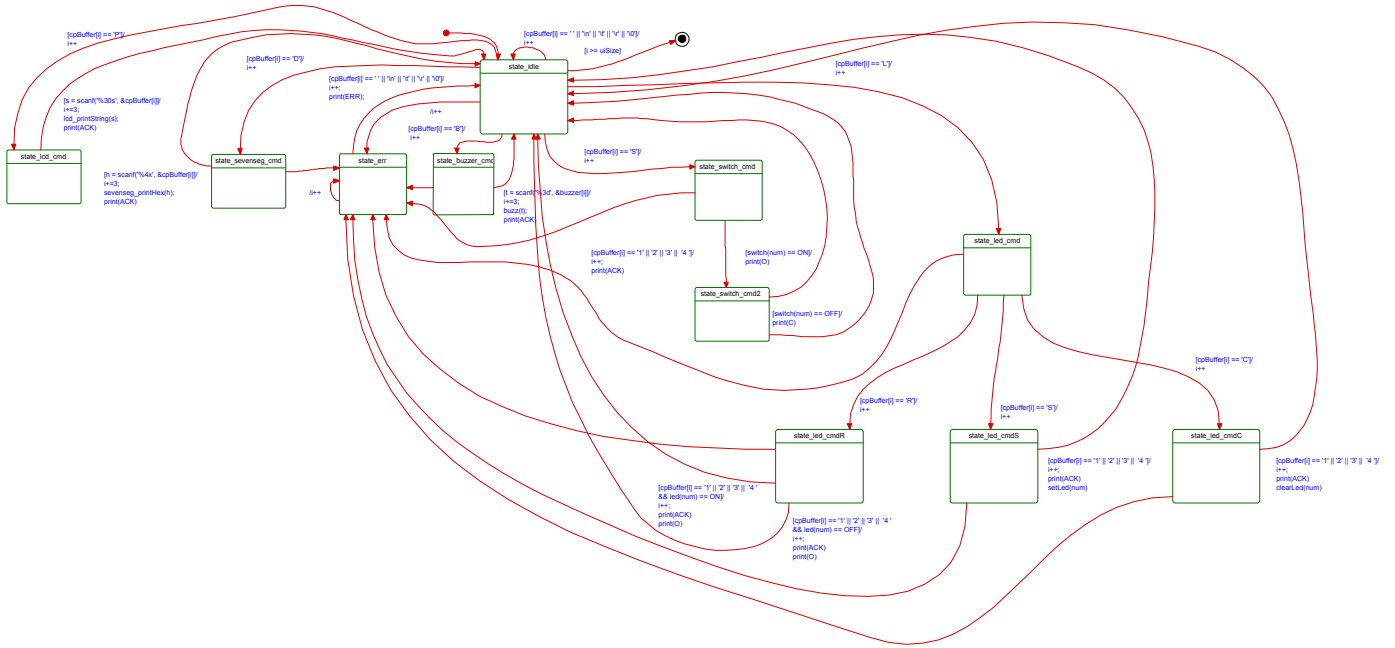 [cpBuffer[i] == 'P']/
i++
[cpBuffer[i] == ' ' || '\n' || '\t' || '\r' || '\0']/
i++
[i >= uiSize]
state_idle
[cpBuffer[i] == 'D']/
i++
[cpBuffer[i] == ' ' || '\n' || '\t' || '\r' || '\0']/
i++;
print(ERR);
[cpBuffer[i] == 'L']/
i++
[s = scanf('%30s', &cpBuffer[i]]/
i+=3;
lcd_printString(s);
print(ACK)
/i++
[cpBuffer[i] == 'B']/
i++
[cpBuffer[i] == 'S']/
i++
state_lcd_cmd
state_sevenseg_cmd
state_err
state_buzzer_cmd
state_switch_cmd
[h = scanf('%4x', &cpBuffer[i]]/
i+=3;
sevenseg_printHex(h);
print(ACK)
/i++
[t = scanf('%3d', &buzzer[i]]/
i+=3;
buzz(t);
print(ACK)
state_led_cmd
[cpBuffer[i] == '1' || '2' || '3' ||  '4 ']/
i++;
print(ACK)
[switch(num) == ON]/
print(O)
state_switch_cmd2
[switch(num) == OFF]/
print(C)
[cpBuffer[i] == 'C']/
i++
[cpBuffer[i] == 'R']/
i++
[cpBuffer[i] == 'S']/
i++
state_led_cmdR
state_led_cmdS
state_led_cmdC
[cpBuffer[i] == '1' || '2' || '3' ||  '4 ']/
i++;
print(ACK)
setLed(num)
[cpBuffer[i] == '1' || '2' || '3' ||  '4 ']/
i++;
print(ACK)
clearLed(num)
[cpBuffer[i] == '1' || '2' || '3' ||  '4 '
&& led(num) == ON]/
i++;
print(ACK)
print(O)
[cpBuffer[i] == '1' || '2' || '3' ||  '4 '
&& led(num) == OFF]/
i++;
print(ACK)
print(O)